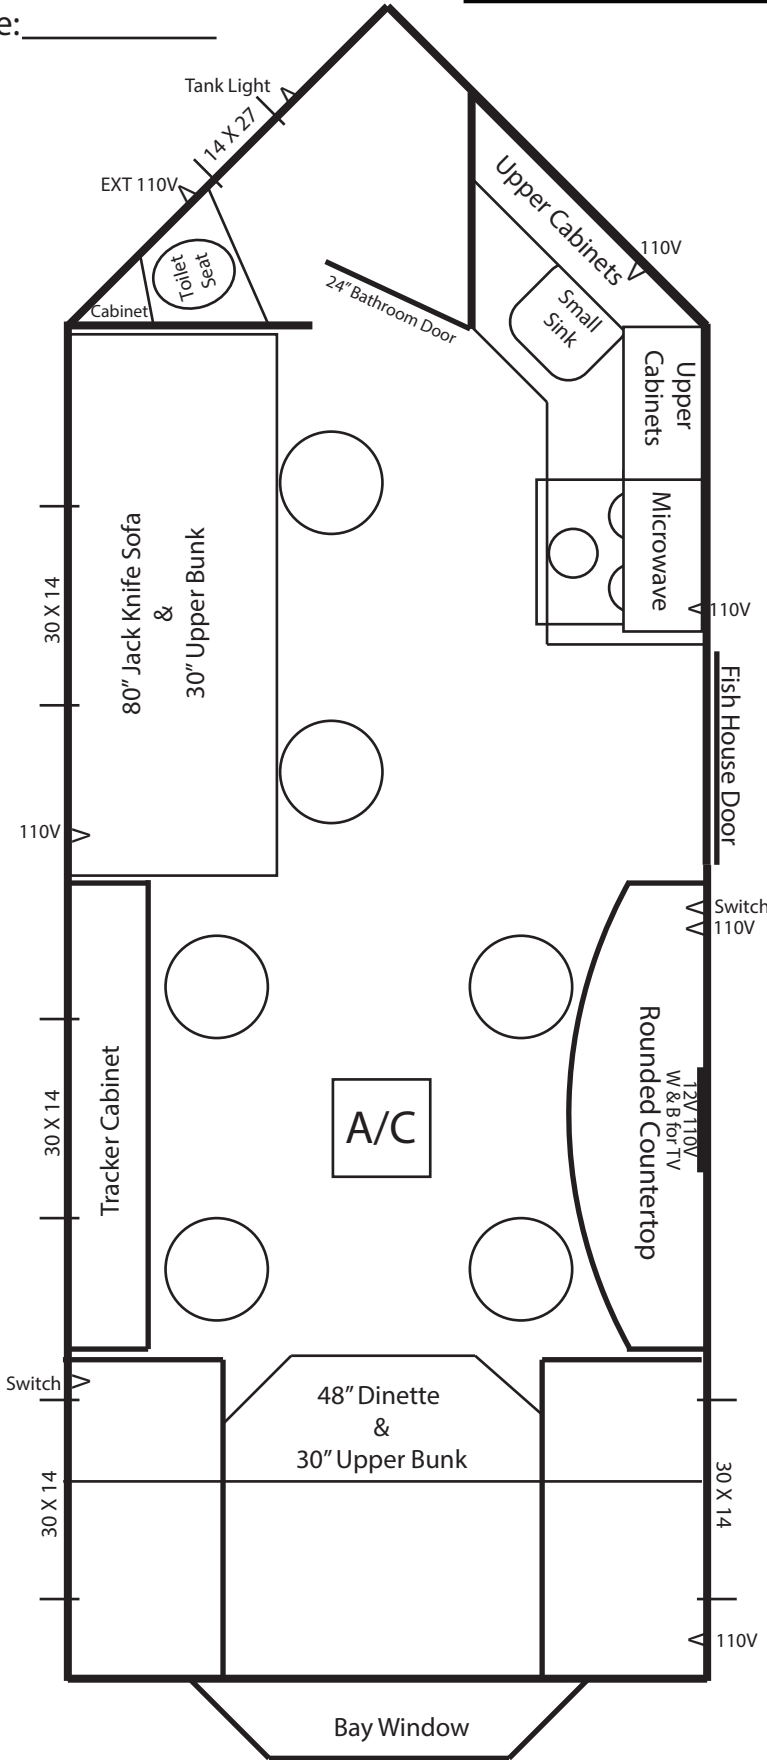 e:
Tank Light
14 X 27
EXT 110V
Toilet
Seat
Cabinet
24" Bathroom Door
Upper Cabinets
110V
Small
Sink
Upper
Cabinets
Microwave
110V
80" Jack Knife Sofa
&
30" Upper Bunk
30 X 14
Fish House Door
110V
Switch
110V
Tracker Cabinet
30 X 14
A/C
Rounded Countertop
12V 110V
W & B for TV
Switch
48" Dinette
&
30" Upper Bunk
30 X 14
30 X 14
110V
Bay Window